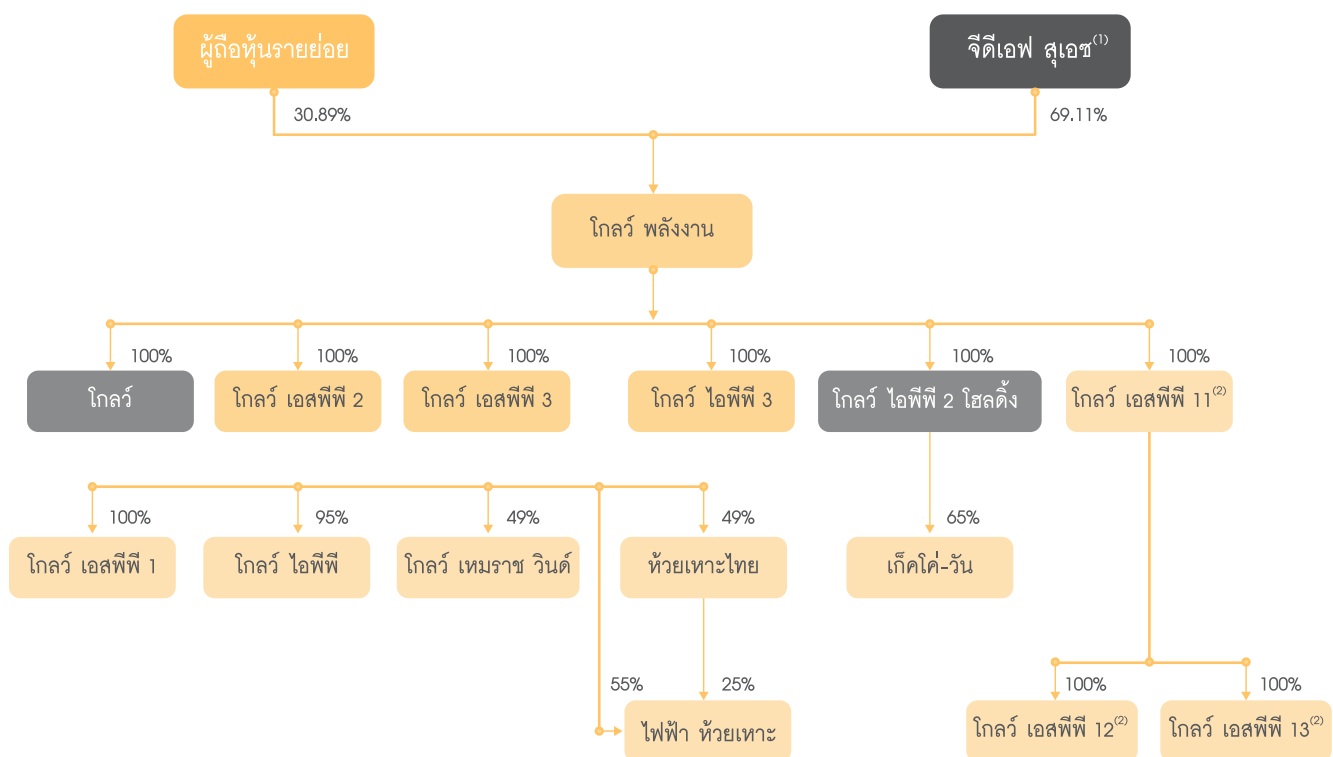 ผู้ถือหุ้นรายย่อย
จีดีเอฟ สุเอซ(1)
30.89%
69.11%
โกลว์ พลังงาน
100%
100%
100%
100%
100%
100%
โกลว์
โกลว์ เอสพีพี 2
โกลว์ เอสพีพี 3
โกลว์ ไอพีพี 3
โกลว์ ไอพีพี 2 โฮลดิ้ง
โกลว์ เอสพีพี 11(2)
100%
95%
49%
49%
65%
โกลว์ เอสพีพี 1
โกลว์ ไอพีพี
โกลว์ เหมราช วินด์
ห้วยเหาะไทย
เก็คโค่-วัน
55%
25%
100%
100%
ไฟฟ้า ห้วยเหาะ
โกลว์ เอสพีพี 12(2)
โกลว์ เอสพีพี 13(2)